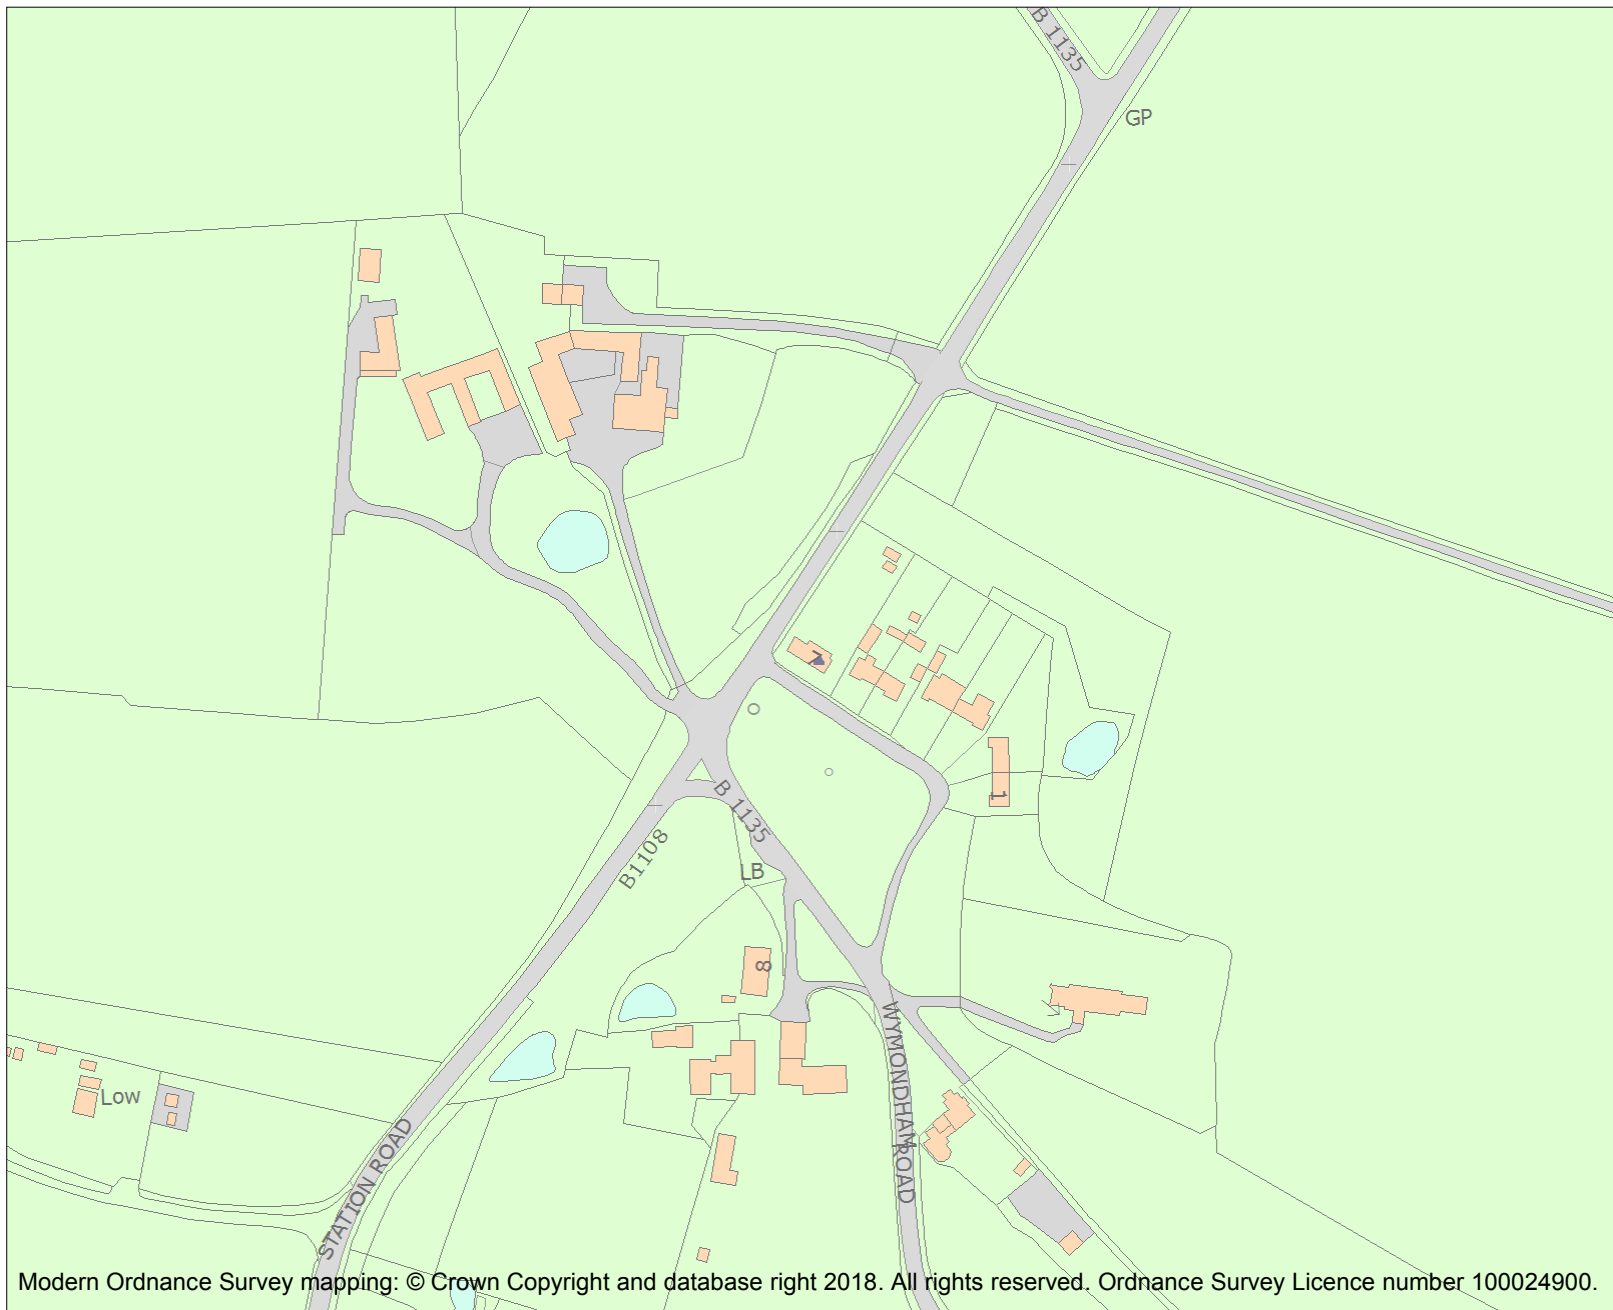 B 1135
GP
7
1
B 1135
B1108
LB
8
WYMONDHAM
ROAD
Low
STATION ROAD
Modern Ordnance Survey mapping: © Crown Copyright and database right 2018. All rights reserved. Ordnance Survey Licence number 100024900.